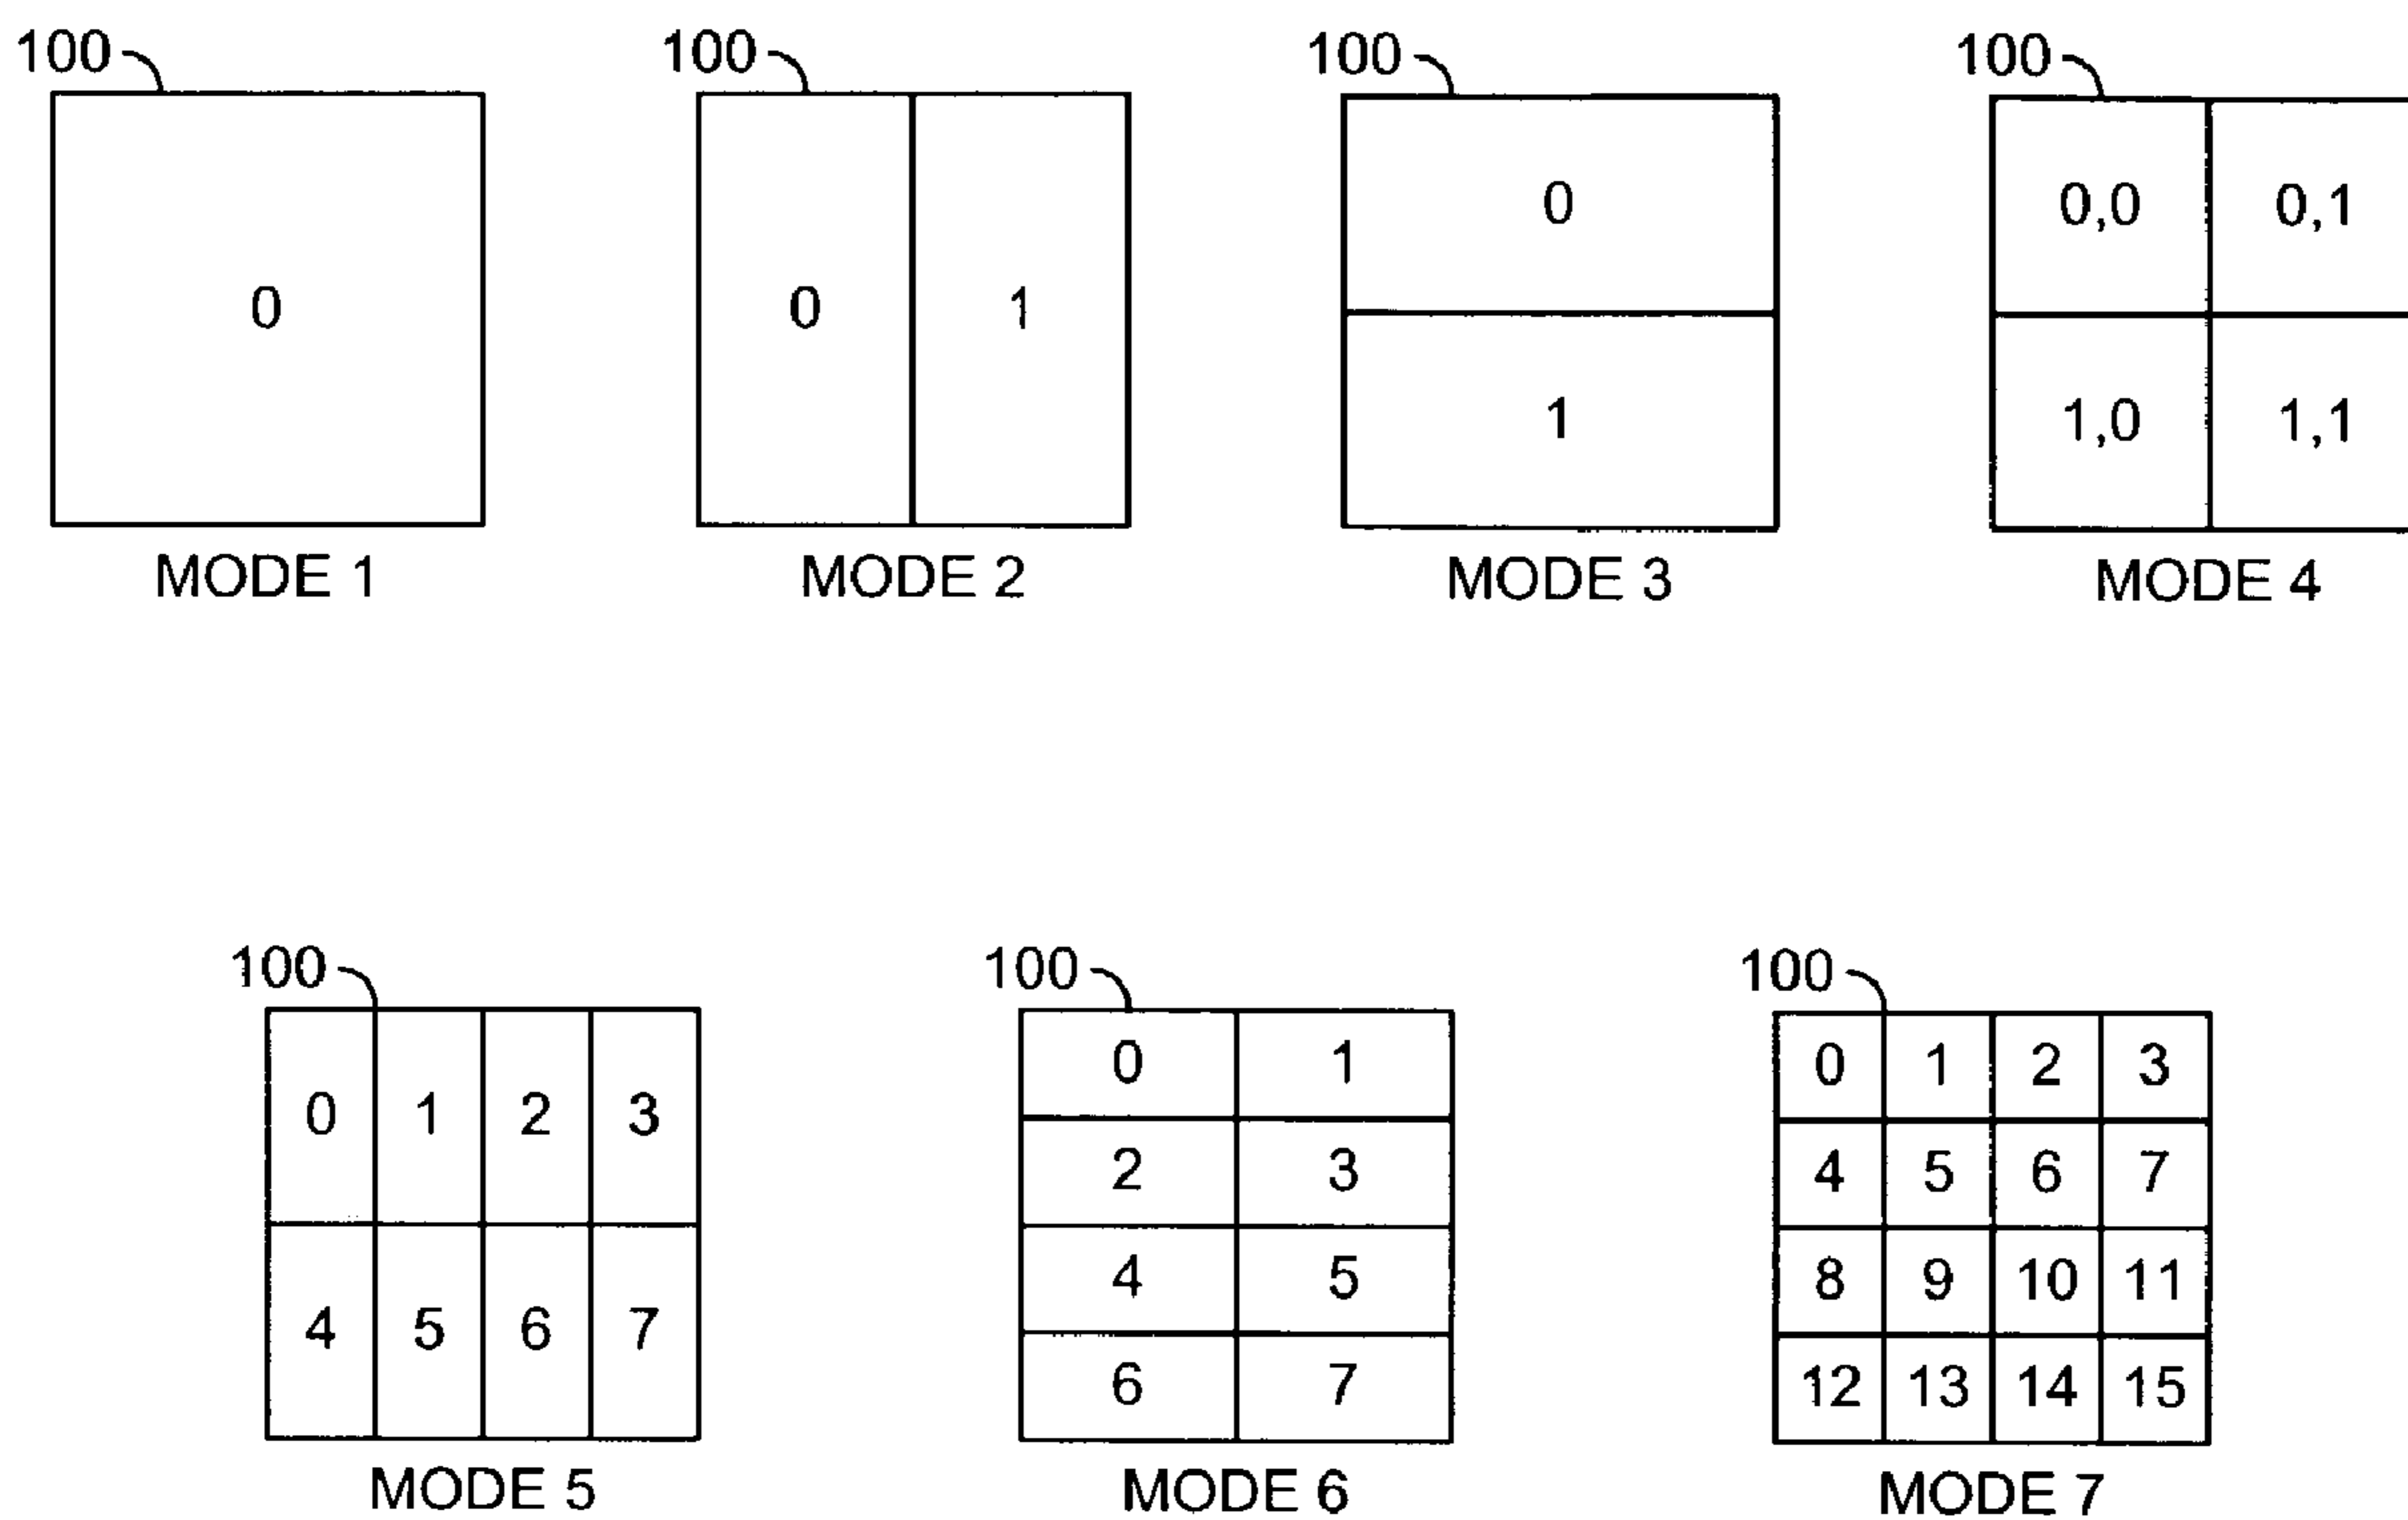 100 100 100 100
0 0 1 0 0,0 0,1
1 1,0 1,1
MODE 1 MODE 2 MODE 3 MODE 4
100 100 100
0 1 2 3 0 1 0 1 2 3
2 3 4 5 6 7
4 5 6 7 4 5 8 9 10 11
6 7 12 13 14 15
MODE 5 MODE 6 MODE 7